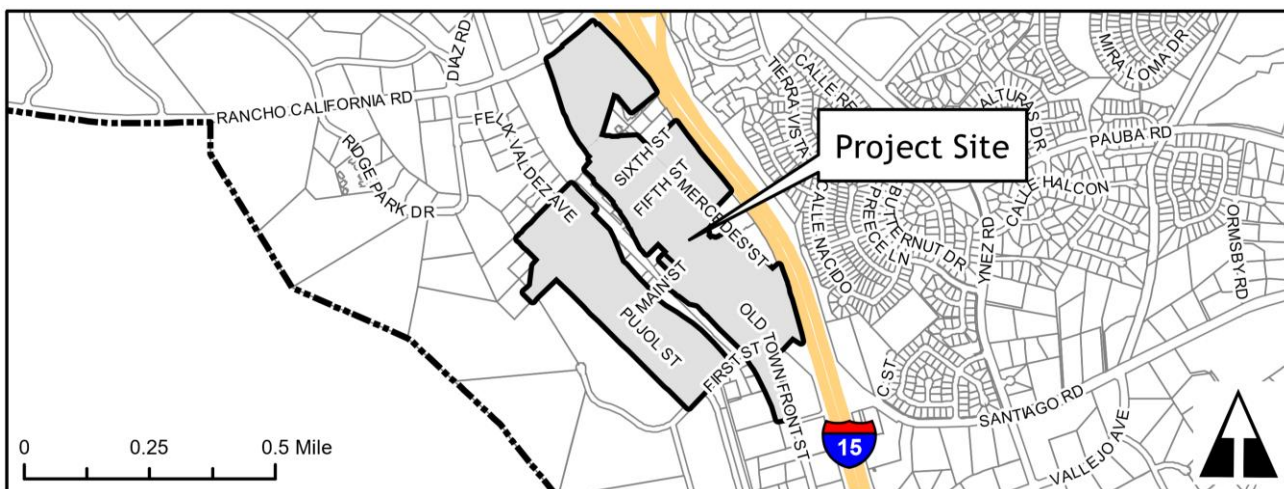 RANCHO CALIFORNIA RD
DIAZ RD
FELIX VALDEZ AVE
RIDGE PARK DR
SIXTH ST
FIFTH ST
MERCEDES ST
MAIN ST
PUJOL ST
FIRST ST
OLD TOWN FRONT ST
Project Site
TIERRA VISTA
CALLE RE
CALLE NACIDO
PREECE LN
BUTTERNUT DR
YNEZ RD
ALTURAS DR
MIRA LOMA DR
PAUBA RD
CALLE HALCON
ORMSBY RD
C ST
SANTIAGO RD
VALLEJO AVE
15
0 0.25 0.5 Mile